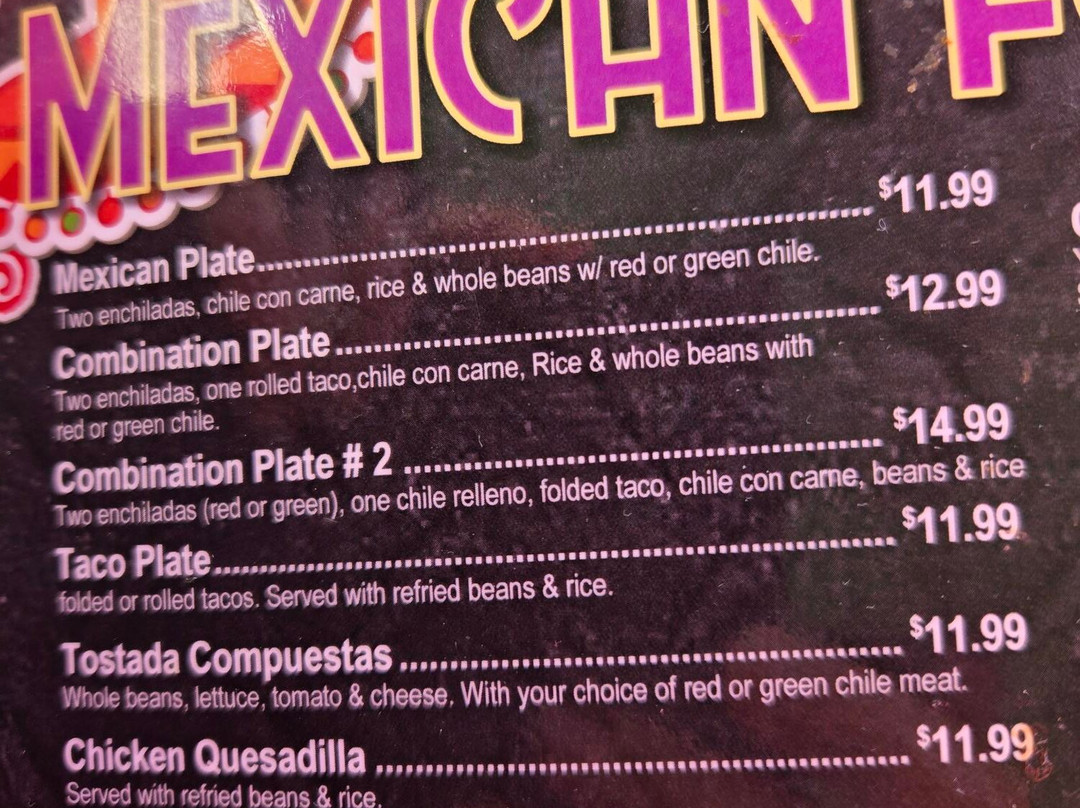 MEXICAN F
Mexican Plate........ $11.99
Two enchiladas, chile con carne, rice & whole beans w/ red or green chile.
Combination Plate........ $12.99
Two enchiladas, one rolled taco,chile con carne, Rice & whole beans with
red or green chile.
Combination Plate # 2........ $14.99
Two enchiladas (red or green), one chile relleno, folded taco, chile con carne, beans & rice
Taco Plate........ $11.99
folded or rolled tacos. Served with refried beans & rice.
Tostada Compuestas........ $11.99
Whole beans, lettuce, tomato & cheese. With your choice of red or green chile meat.
Chicken Quesadilla........ $11.99
Served with refried beans & rice.